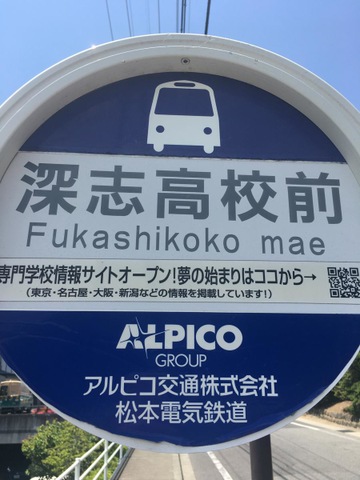 深志高校前
Fukashikoko mae
専門学校情報サイトオープン!夢の始まりはココから→
(東京・名古屋・大阪・新潟などの情報を掲載しています!)
ALPICO
GROUP
アルピコ交通株式会社
松本電気鉄道